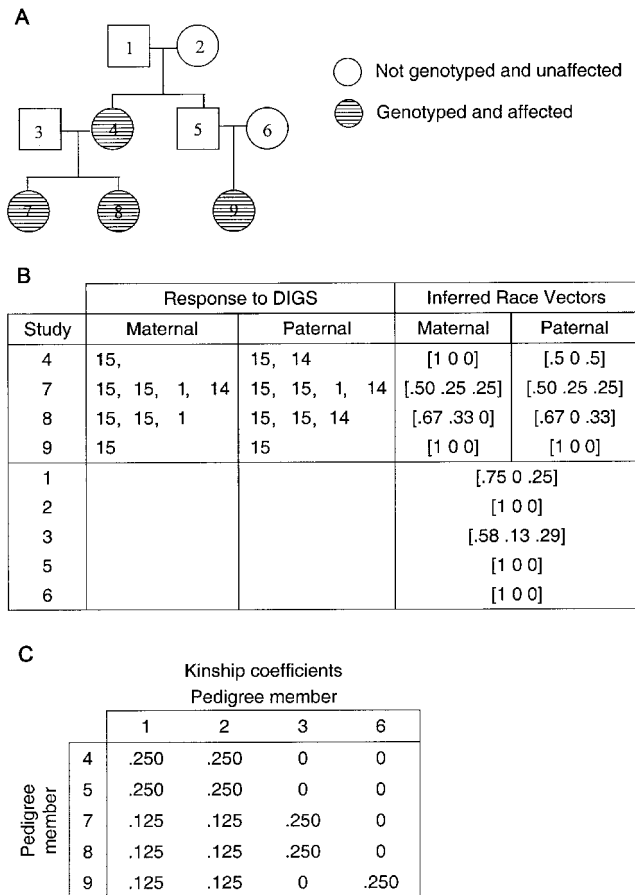 A
1 2
Not genotyped and unaffected
3 4 5 6
Genotyped and affected
7 8 9
B
Response to DIGS Inferred Race Vectors
Study Maternal Paternal Maternal Paternal
4 15, 15, 14 [1 0 0] [.5 0 .5]
7 15, 15, 1, 14 15, 15, 1, 14 [.50 .25 .25] [.50 .25 .25]
8 15, 15, 1 15, 15, 14 [.67 .33 0] [.67 0 .33]
9 15 15 [1 0 0] [1 0 0]
1 [.75 0 .25]
2 [1 0 0]
3 [.58 .13 .29]
5 [1 0 0]
6 [1 0 0]
C
Kinship coefficients
Pedigree member
1 2 3 6
Pedigree
member
4 .250 .250 0 0
5 .250 .250 0 0
7 .125 .125 .250 0
8 .125 .125 .250 0
9 .125 .125 0 .250